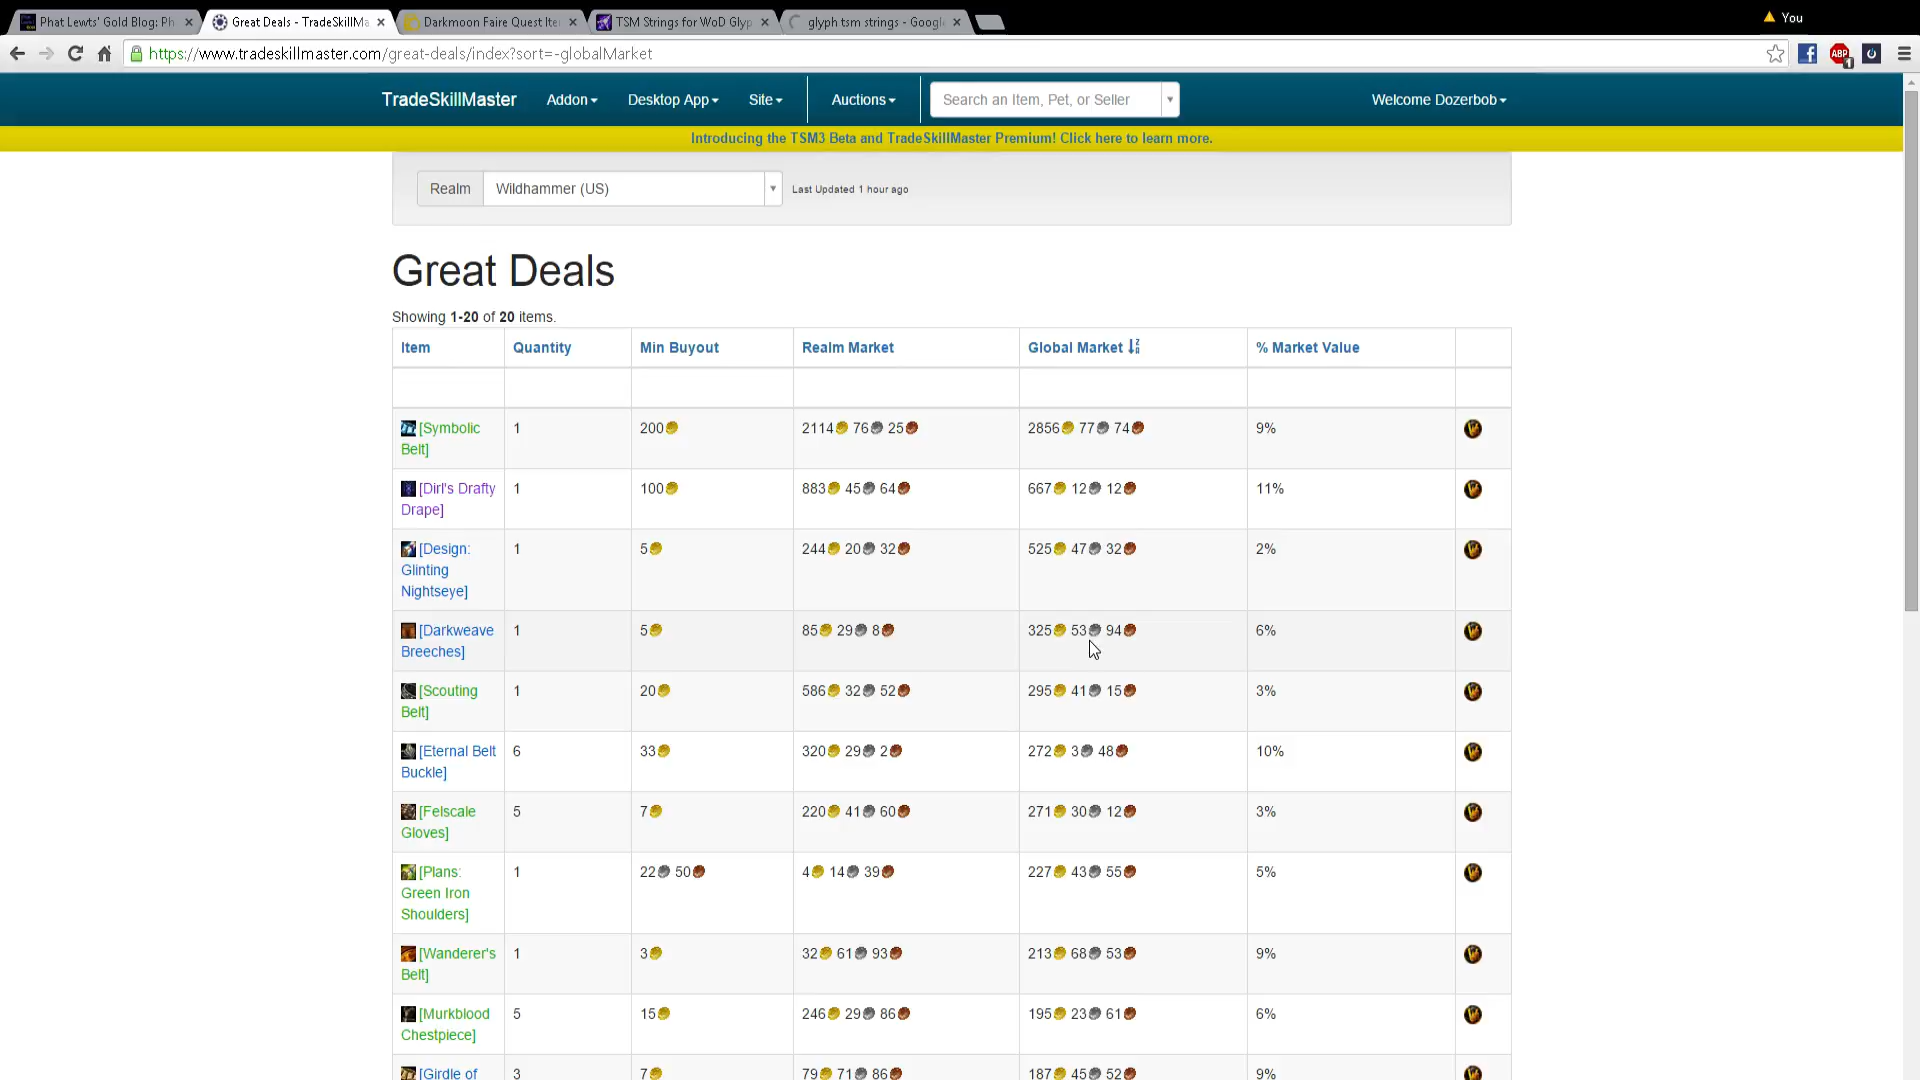 Phat Lewts' Gold Blog: Ph
Great Deals - TradeSkillMa
Darkmoon Faire Quest Ite
TSM Strings for WoD Glyp
glyph tsm strings - Google
You
https://www.tradeskillmaster.com/great-deals/index?sort=-globalMarket
ABP
1
TradeSkillMaster Addon Desktop App Site Auctions Search an Item, Pet, or Seller Welcome Dozerbob
Introducing the TSM3 Beta and TradeSkillMaster Premium! Click here to learn more.
Realm Wildhammer (US) Last Updated 1 hour ago
Great Deals
Showing 1-20 of 20 items.
Item Quantity Min Buyout Realm Market Global Market % Market Value
[Symbolic 1 200 2114 76 25 2856 77 74 9%
Belt]
[Dirl's Drafty 1 100 883 45 64 667 12 12 11%
Drape]
[Design: 1 5 244 20 32 525 47 32 2%
Glinting
Nightseye]
[Darkweave 1 5 85 29 8 325 53 94 6%
Breeches]
[Scouting 1 20 586 32 52 295 41 15 3%
Belt]
[Eternal Belt 6 33 320 29 2 272 3 48 10%
Buckle]
[Felscale 5 7 220 41 60 271 30 12 3%
Gloves]
[Plans: 1 22 50 4 14 39 227 43 55 5%
Green Iron
Shoulders]
[Wanderer's 1 3 32 61 93 213 68 53 9%
Belt]
[Murkblood 5 15 246 29 86 195 23 61 6%
Chestpiece]
[Girdle of 3 7 79 71 86 187 45 52 9%